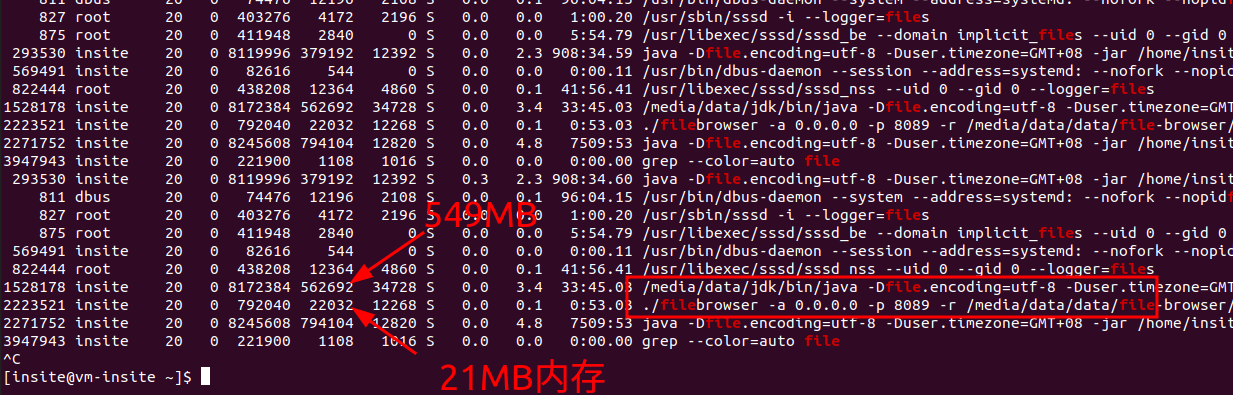 811 dbus 20 0 74476 12196 2108 S 0.0 0.1 96:04.15 /usr/bin/dbus-daemon --system --address=systemd: --nofork --nopidf
827 root 20 0 403276 4172 2196 S 0.0 0.0 1:00.20 /usr/sbin/sssd -i --logger=files
875 root 20 0 411948 2840 0 S 0.0 0.0 5:54.79 /usr/libexec/sssd/sssd_be --domain implicit_files --uid 0 --gid 0
293530 insite 20 0 8119996 379192 12392 S 0.0 2.3 908:34.59 java -Dfile.encoding=utf-8 -Duser.timezone=GMT+08 -jar /home/insit
569491 insite 20 0 82616 544 0 S 0.0 0.0 0:00.11 /usr/bin/dbus-daemon --session --address=systemd: --nofork --nopid
822444 root 20 0 438208 12364 4860 S 0.0 0.1 41:56.41 /usr/libexec/sssd/sssd_nss --uid 0 --gid 0 --logger=files
1528178 insite 20 0 8172384 562692 34728 S 0.0 3.4 33:45.03 /media/data/jdk/bin/java -Dfile.encoding=utf-8 -Duser.timezone=GMT
2223521 insite 20 0 792040 22032 12268 S 0.0 0.1 0:53.03 ./filebrowser -a 0.0.0.0 -p 8089 -r /media/data/data/file-browser/
2271752 insite 20 0 8245608 794104 12820 S 0.0 4.8 7509:53 java -Dfile.encoding=utf-8 -Duser.timezone=GMT+08 -jar /home/insit
3947943 insite 20 0 221900 1108 1016 S 0.0 0.0 0:00.00 grep --color=auto file
293530 insite 20 0 8119996 379192 12392 S 0.3 2.3 908:34.60 java -Dfile.encoding=utf-8 -Duser.timezone=GMT+08 -jar /home/insit
811 dbus 20 0 74476 12196 2108 S 0.0 0.1 96:04.15 /usr/bin/dbus-daemon --system --address=systemd: --nofork --nopidf
827 root 20 0 403276 4172 2196 S 0.0 0.0 1:00.20 /usr/sbin/sssd -i --logger=files
549MB
875 root 20 0 411948 2840 0 S 0.0 0.0 5:54.79 /usr/libexec/sssd/sssd_be --domain implicit_files --uid 0 --gid 0
569491 insite 20 0 82616 544 0 S 0.0 0.0 0:00.11 /usr/bin/dbus-daemon --session --address=systemd: --nofork --nopid
822444 root 20 0 438208 12364 4860 S 0.0 0.1 41:56.41 /usr/libexec/sssd/sssd_nss --uid 0 --gid 0 --logger=files
1528178 insite 20 0 8172384 562692 34728 S 0.0 3.4 33:45.03 /media/data/jdk/bin/java -Dfile.encoding=utf-8 -Duser.timezone=GMT
2223521 insite 20 0 792040 22032 12268 S 0.0 0.1 0:53.03 ./filebrowser -a 0.0.0.0 -p 8089 -r /media/data/data/file-browser/
2271752 insite 20 0 8245608 794104 12820 S 0.0 4.8 7509:53 java -Dfile.encoding=utf-8 -Duser.timezone=GMT+08 -jar /home/insit
3947943 insite 20 0 221900 1108 1016 S 0.0 0.0 0:00.00 grep --color=auto file
^C
[insite@vm-insite ~]$
21MB内存